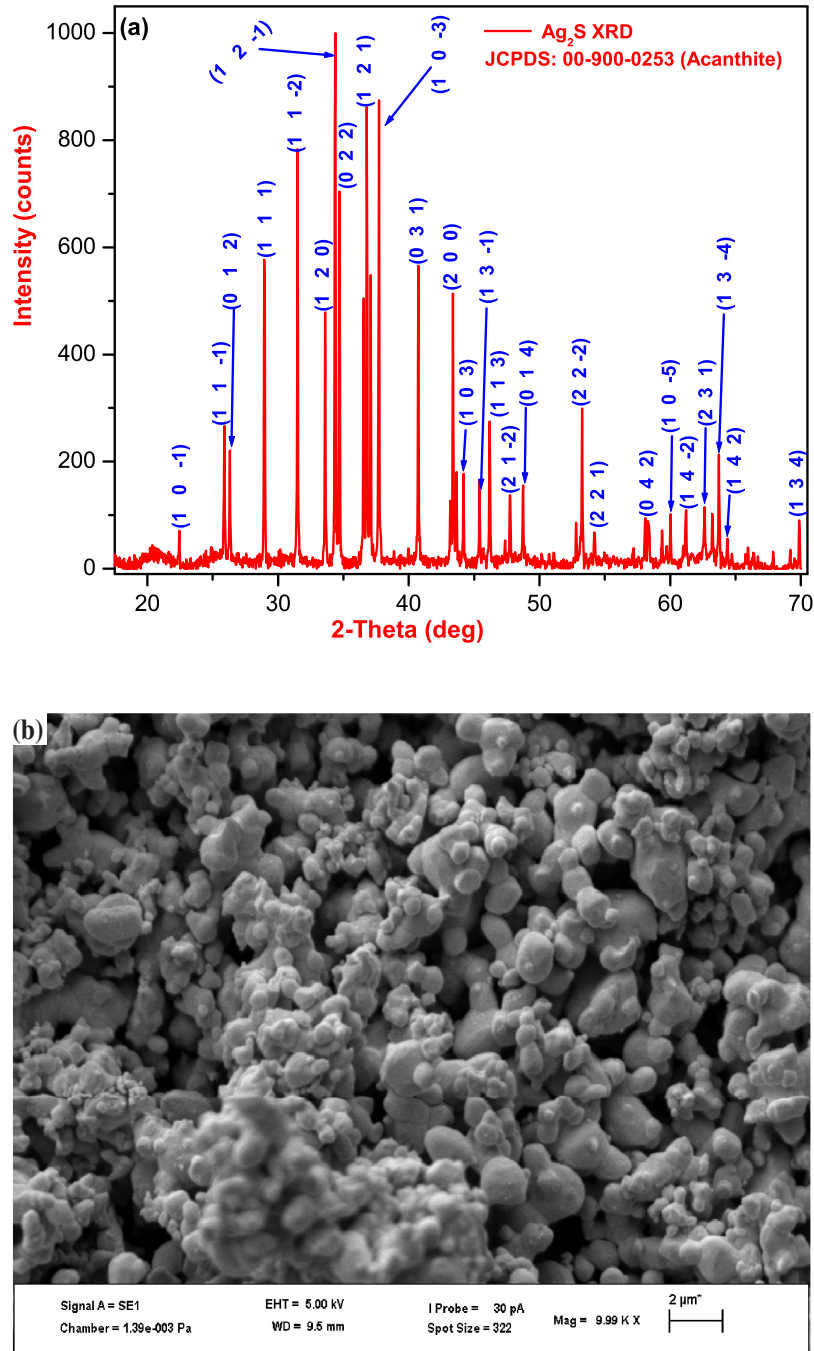 (a)
Ag2S XRD
JCPDS: 00-900-0253 (Acanthite)
Intensity (counts)
1000
800
600
400
200
0
(1 0 -1)
(1 1 -1)
(0 1 2)
(1 1 1)
(1 1 -2)
(1 2 0)
(1 2 -1)
(0 2 2)
(1 2 1)
(1 0 -3)
(0 3 1)
(2 0 0)
(1 0 3)
(1 3 -1)
(1 1 3)
(2 1 -2)
(0 1 4)
(2 2 -2)
(2 2 1)
(0 4 2)
(1 0 -5)
(1 4 -2)
(2 3 1)
(1 3 -4)
(1 4 2)
(1 3 4)
20 30 40 50 60 70
2-Theta (deg)
(b)
Signal A = SE1 EHT = 5.00 kV I Probe = 30 pA Mag = 9.99 K X 2 µm*
Chamber = 1.39e-003 Pa WD = 9.5 mm Spot Size = 322